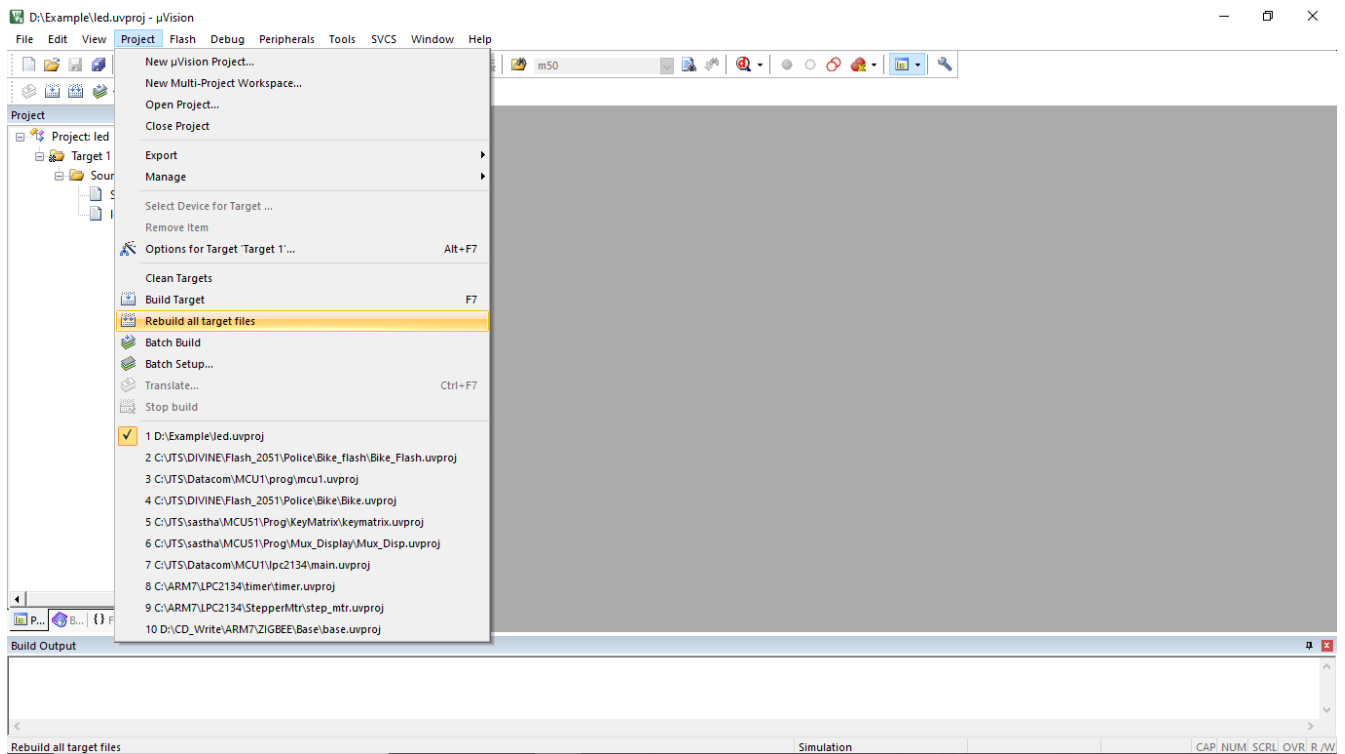 D:\Example\led.uvproj - µVision
File Edit View Project Flash Debug Peripherals Tools SVCS Window Help
m50
Project
Project: led
Target 1
Sour
New µVision Project...
New Multi-Project Workspace...
Open Project...
Close Project
Export
Manage
Select Device for Target ...
Remove Item
Options for Target 'Target 1'... Alt+F7
Clean Targets
Build Target F7
Rebuild all target files
Batch Build
Batch Setup...
Translate... Ctrl+F7
Stop build
1 D:\Example\led.uvproj
2 C:\JTS\DIVINE\Flash_2051\Police\Bike_flash\Bike_Flash.uvproj
3 C:\JTS\Datacom\MCU1\prog\mcu1.uvproj
4 C:\JTS\DIVINE\Flash_2051\Police\Bike\Bike.uvproj
5 C:\JTS\sastha\MCU51\Prog\KeyMatrix\keymatrix.uvproj
6 C:\JTS\sastha\MCU51\Prog\Mux_Display\Mux_Disp.uvproj
7 C:\JTS\Datacom\MCU1\lpc2134\main.uvproj
8 C:\ARM7\LPC2134\timer\timer.uvproj
9 C:\ARM7\LPC2134\StepperMtr\step_mtr.uvproj
10 D:\CD_Write\ARM7\ZIGBEE\Base\base.uvproj
P... B... {} F
Build Output
Rebuild all target files Simulation CAP NUM SCRL OVR R/W